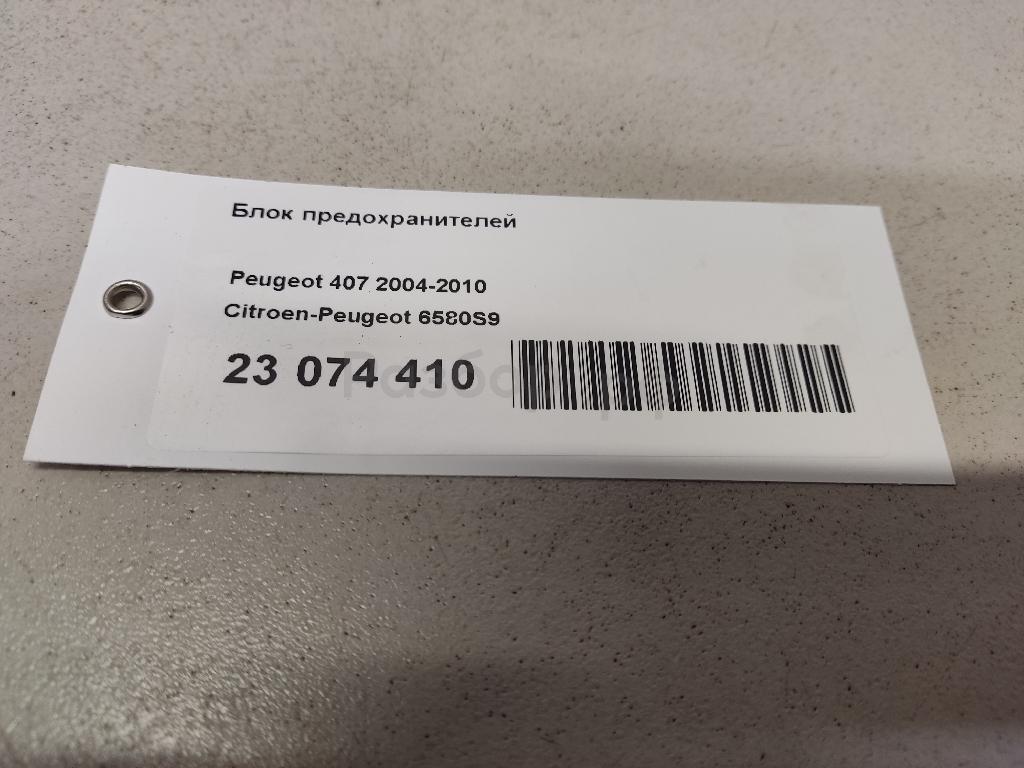 Блок предохранителей
Peugeot 407 2004-2010
Citroen-Peugeot 6580S9
23 074 410